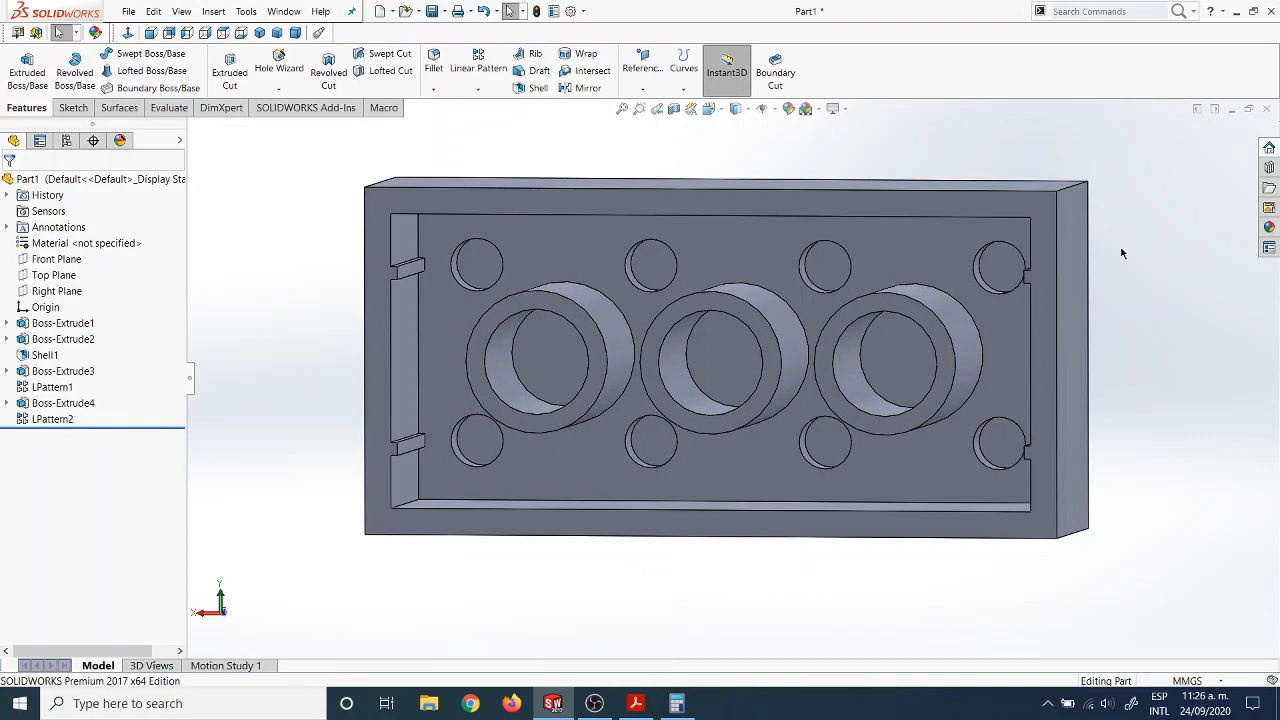 SOLIDWORKS File Edit View Insert Tools Window Help Part1 * Search Commands
Swept Boss/Base
Lofted Boss/Base
Boundary Boss/Base
Extruded Boss/Base
Revolved Boss/Base
Extruded Cut
Hole Wizard
Revolved Cut
Swept Cut
Lofted Cut
Fillet
Linear Pattern
Rib
Draft
Shell
Wrap
Intersect
Mirror
Referenc...
Curves
Instant3D
Boundary Cut
Features Sketch Surfaces Evaluate DimXpert SOLIDWORKS Add-Ins Macro
Part1 (Default<<Default>_Display Sta
History
Sensors
Annotations
Material <not specified>
Front Plane
Top Plane
Right Plane
Origin
Boss-Extrude1
Boss-Extrude2
Shell1
Boss-Extrude3
LPattern1
Boss-Extrude4
LPattern2
Y
X
Model 3D Views Motion Study 1
SOLIDWORKS Premium 2017 x64 Edition Editing Part MMGS
Type here to search
ESP
INTL
11:26 a. m.
24/09/2020